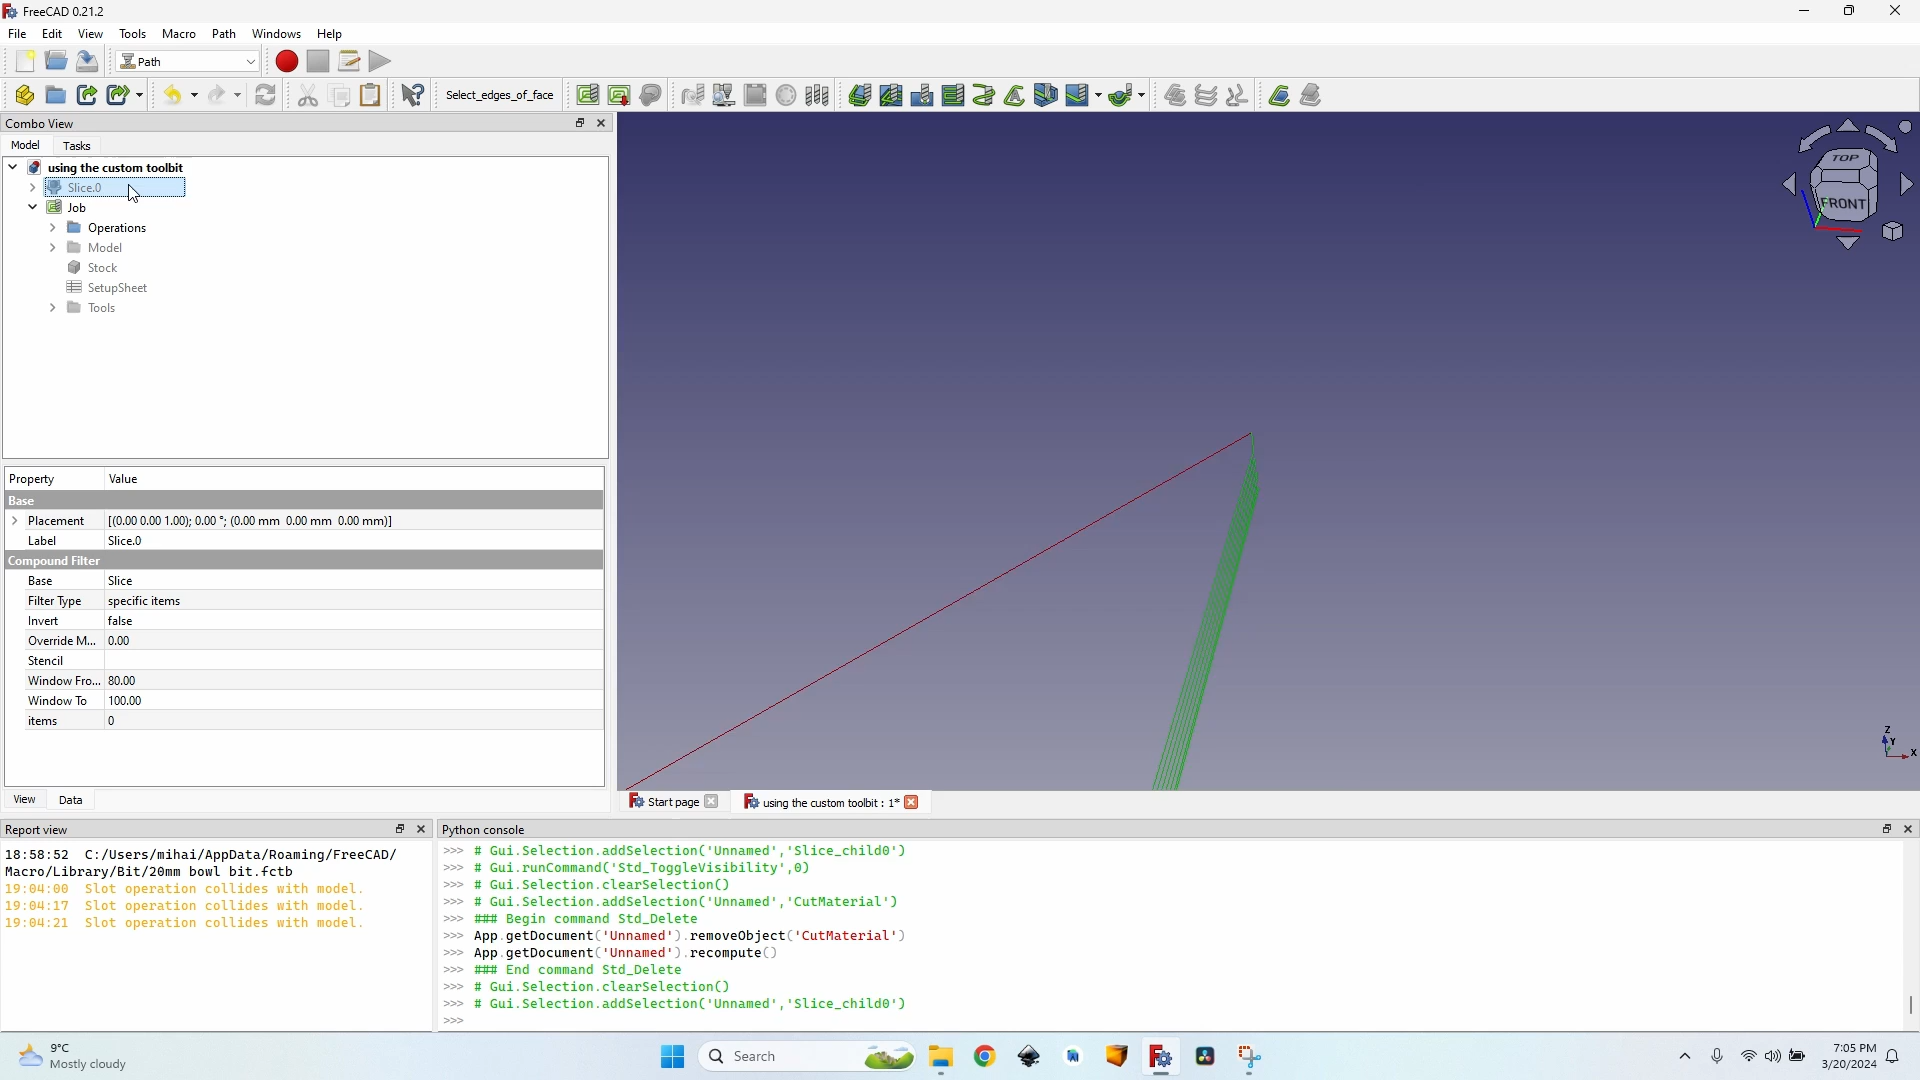 FreeCAD 0.21.2
File Edit View Tools Macro Path Windows Help
Path
Select_edges_of_face
Combo View
Model Tasks
using the custom toolbit
Slice.0
Job
Operations
Model
Stock
SetupSheet
Tools
Property Value
Base
Placement [(0.00 0.00 1.00); 0.00 °; (0.00 mm 0.00 mm 0.00 mm)]
Label Slice.0
Compound Filter
Base Slice
Filter Type specific items
Invert false
Override M... 0.00
Stencil
Window Fro... 80.00
Window To 100.00
items 0
View Data
TOP
FRONT
Z
Y
X
Start page using the custom toolbit : 1*
Report view
18:58:52 C:/Users/mihai/AppData/Roaming/FreeCAD/
Macro/Library/Bit/20mm bowl bit.fctb
19:04:00 Slot operation collides with model.
19:04:17 Slot operation collides with model.
19:04:21 Slot operation collides with model.
Python console
>>> # Gui.Selection.addSelection('Unnamed','Slice_child0')
>>> # Gui.runCommand('Std_ToggleVisibility',0)
>>> # Gui.Selection.clearSelection()
>>> # Gui.Selection.addSelection('Unnamed','CutMaterial')
>>> ### Begin command Std_Delete
>>> App.getDocument('Unnamed').removeObject('CutMaterial')
>>> App.getDocument('Unnamed').recompute()
>>> ### End command Std_Delete
>>> # Gui.Selection.clearSelection()
>>> # Gui.Selection.addSelection('Unnamed','Slice_child0')
>>>
9°C
Mostly cloudy
Search
7:05 PM
3/20/2024